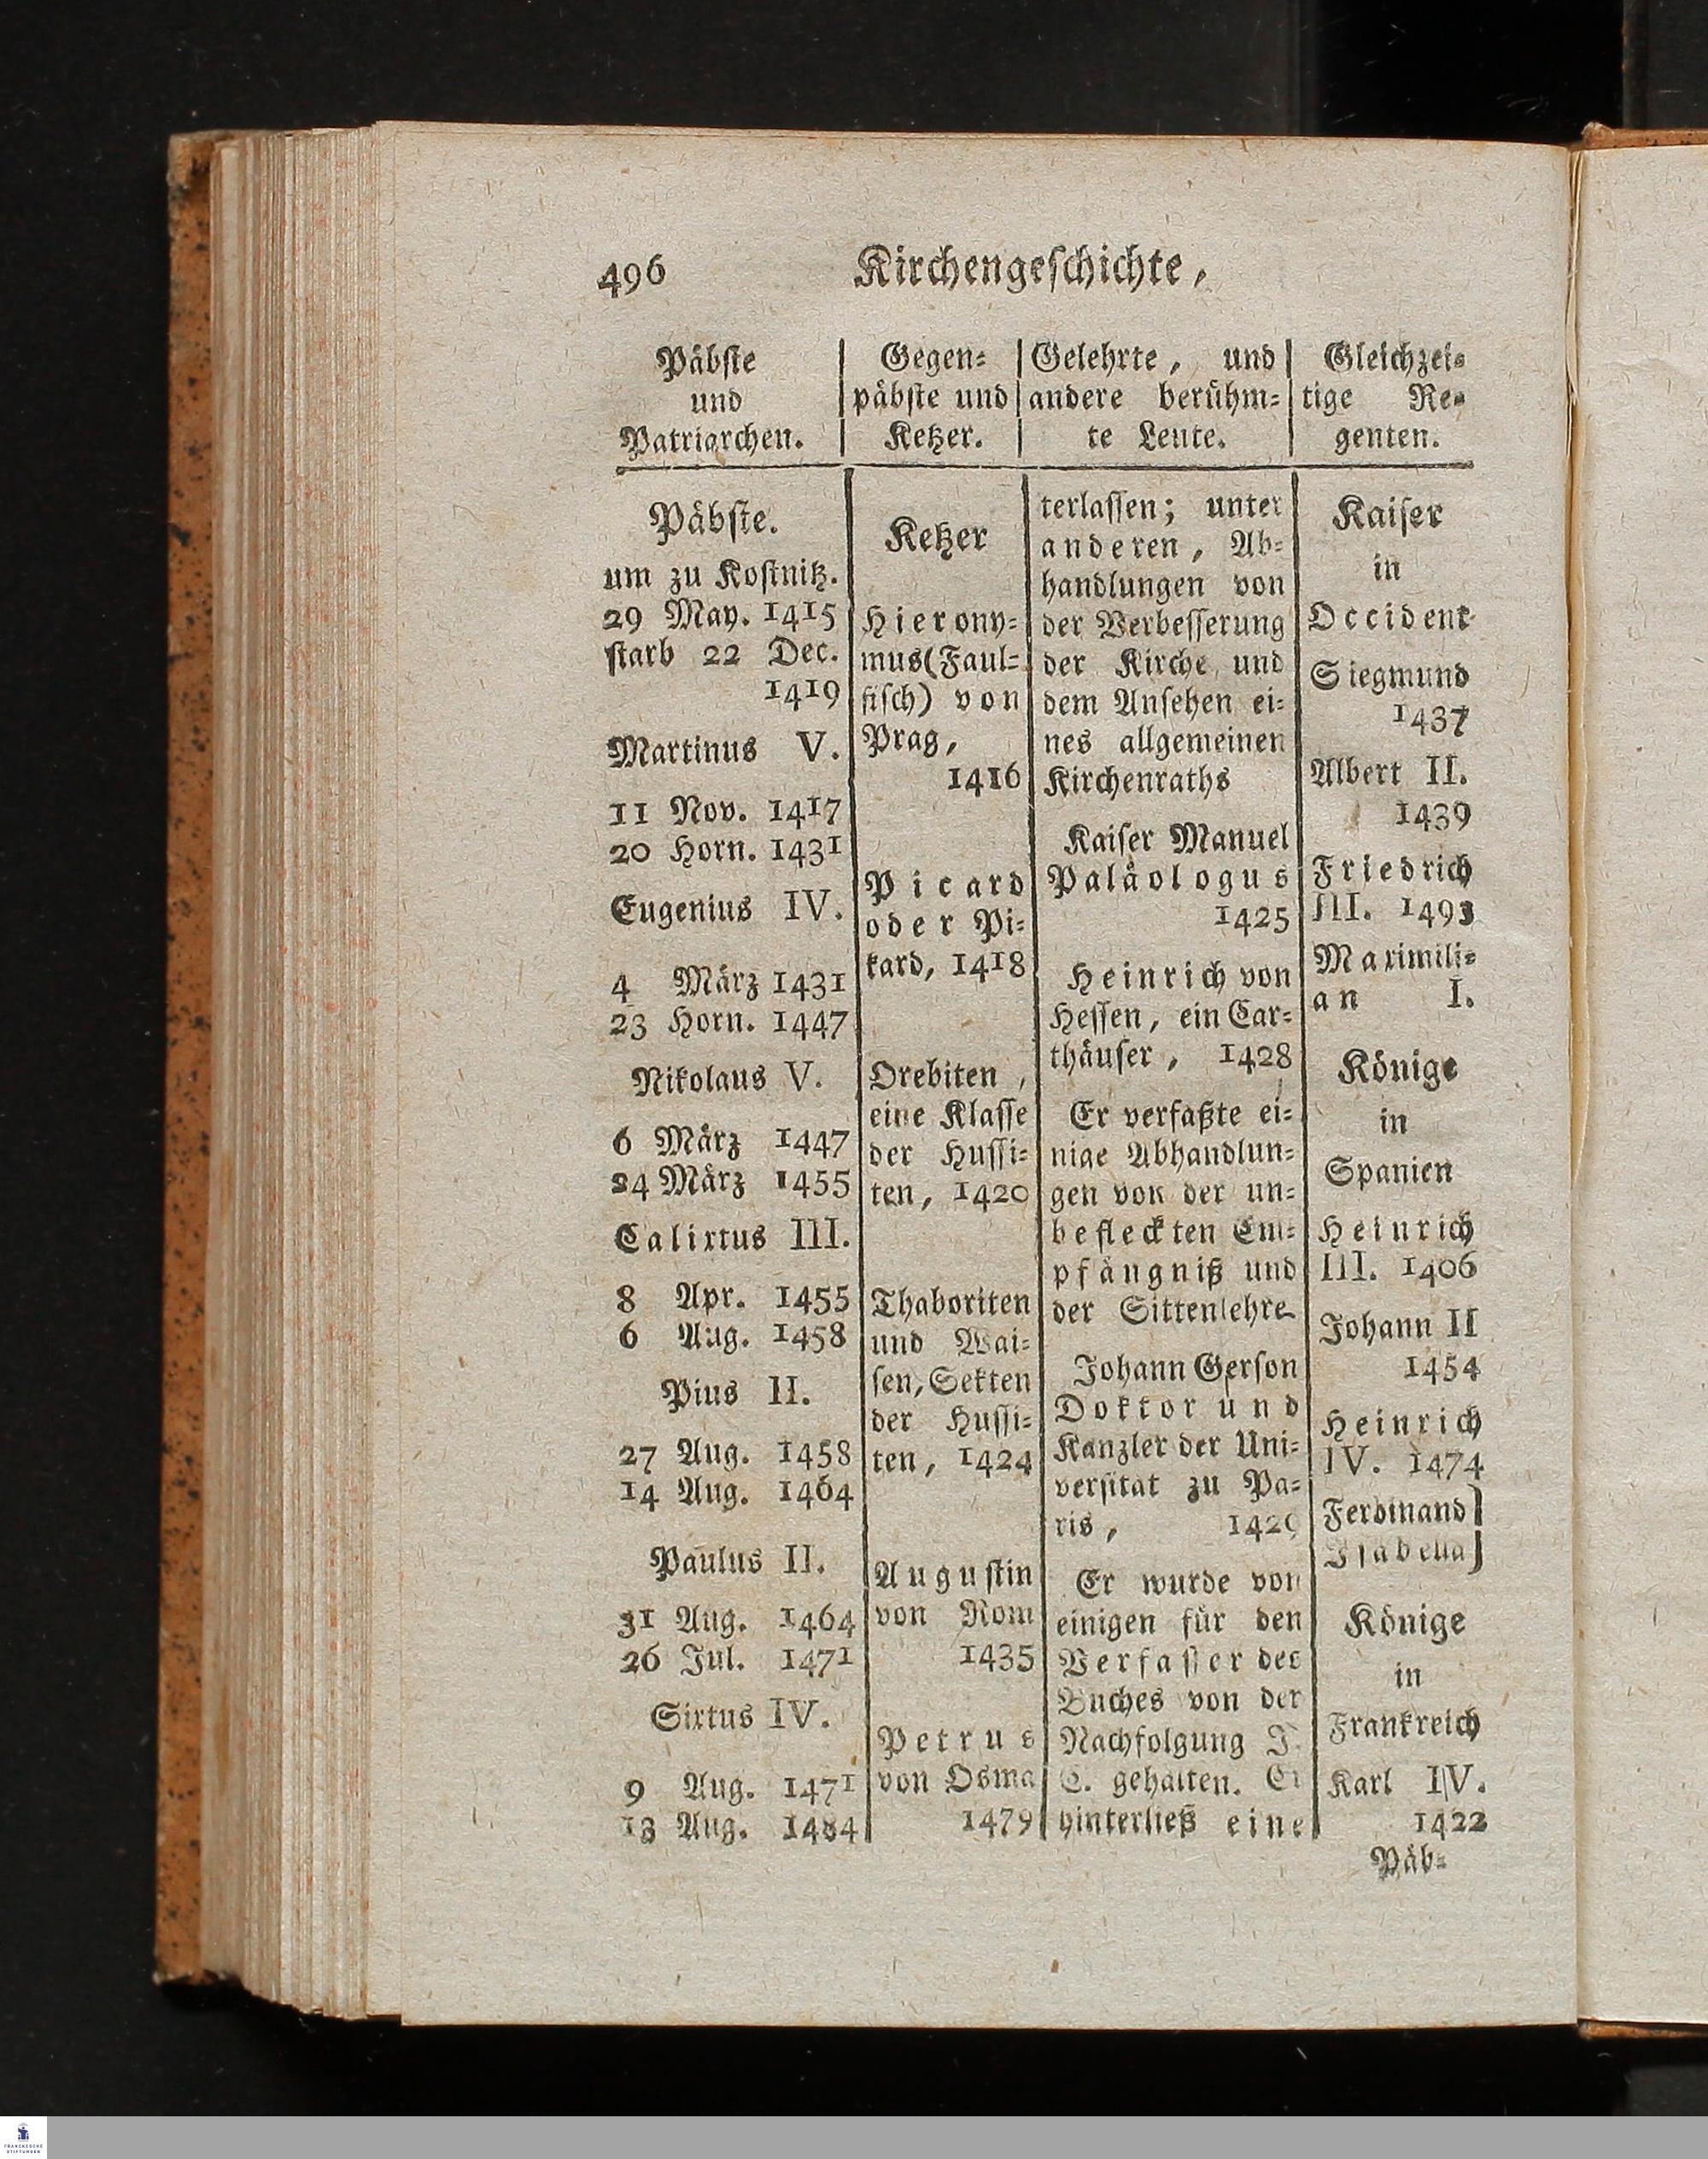 496
Kirchengeschichte,
Päbste
und
Patriarchen.
Gegen-
päbste und
Ketzer.
Gelehrte, und
andere berühm-
te Leute.
Gleichzei-
tige Re-
genten.
Päbste.
um zu Kostnitz.
29 May. 1415
starb 22 Dec.
1419
Martinus V.
11 Nov. 1417
20 Horn. 1431
Eugenius IV.
4 März 1431
23 Horn. 1447
Nikolaus V.
6 März 1447
24 März 1455
Calixtus III.
8 Apr. 1455
6 Aug. 1458
Pius II.
27 Aug. 1458
14 Aug. 1464
Paulus II.
31 Aug. 1464
26 Jul. 1471
Sixtus IV.
9 Aug. 1471
13 Aug. 1484
Ketzer
Hierony-
mus (Faul-
fisch) von
Prag,
1416
Picard
oder Pi-
kard, 1418
Orebiten,
eine Klasse
der Hussi-
ten, 1420
Thaboriten
und Wai-
sen, Sekten
der Hussi-
ten, 1424
Augustin
von Rom
1435
Petrus
von Osma
1479
terlassen; unter
anderen, Ab-
handlungen von
der Verbesserung
der Kirche und
dem Ansehen ei-
nes allgemeinen
Kirchenraths
Kaiser Manuel
Paläologus
1425
Heinrich von
Hessen, ein Car-
thäuser, 1428
Er verfaßte ei-
nige Abhandlun-
gen von der un-
befleckten Em-
pfängniß und
der Sittenlehre
Johann Gerson
Doktor und
Kanzler der Uni-
versität zu Pa-
ris, 1429
Er wurde von
einigen für den
Verfasser des
Buches von der
Nachfolgung J.
C. gehalten. Er
hinterließ eine
Kaiser
in
Occident
Siegmund
1437
Albert II.
1439
Friedrich
III. 1493
Maximili-
an I.
Könige
in
Spanien
Heinrich
III. 1406
Johann II
1454
Heinrich
IV. 1474
Ferdinand
Isabella
Könige
in
Frankreich
Karl IV.
1422
Päb-
FRANCKESCHE
STIFTUNGEN